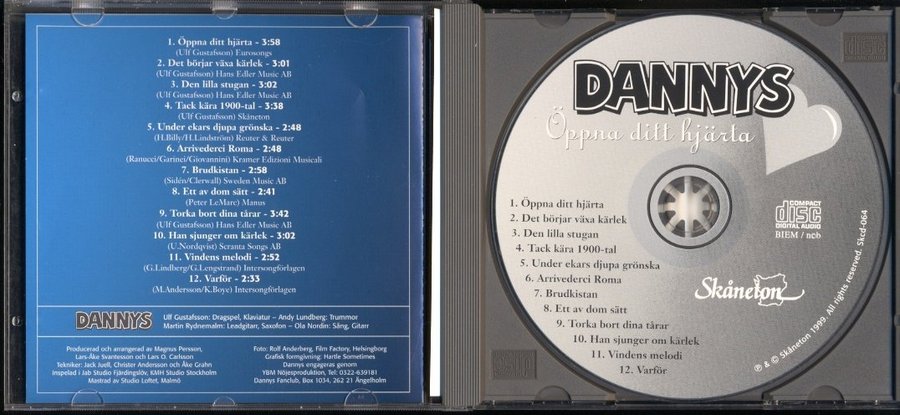 1. Öppna ditt hjärta - 3:58
(Ulf Gustafsson) Eurosongs
2. Det börjar växa kärlek - 3:01
(Ulf Gustafsson) Hans Edler Music AB
3. Den lilla stugan - 3:02
(Ulf Gustafsson) Hans Edler Music AB
4. Tack kära 1900-tal - 3:38
(Ulf Gustafsson) Skåneton
5. Under ekars djupa grönska - 2:48
(H.Billy/H.Lindström) Reuter & Reuter
6. Arrivederci Roma - 2:48
(Ranucci/Garinei/Giovannini) Kramer Edizioni Musicali
7. Brudkistan - 2:58
(Sidén/Clerwall) Sweden Music AB
8. Ett av dom sätt - 2:41
(Peter LeMarc) Manus
9. Torka bort dina tårar - 3:42
(Ulf Gustafsson) Hans Edler Music AB
10. Han sjunger om kärlek - 3:02
(U.Nordqvist) Scranta Songs AB
11. Vindens melodi - 2:52
(G.Lindberg/G.Lengstrand) Intersongförlagen
12. Varför - 2:33
(M.Andersson/K.Boye) Intersongförlagen
DANNYS
Ulf Gustafsson: Dragspel, Klaviatur – Andy Lundberg: Trummor
Martin Rydnemalm: Leadgitarr, Saxofon – Ola Nordin: Sång, Gitarr
Producerad och arrangerad av Magnus Persson,
Lars-Åke Svantesson och Lars O. Carlsson
Tekniker: Jack Juell, Christer Andersson och Åke Grahn
Inspelad i Jab Studio Fjärdingslöv, KMH Studio Stockholm
Mastrad av Studio Loftet, Malmö
Foto: Rolf Anderberg, Film Factory, Helsingborg
Grafisk formgivning: Hartle Sometimes
Dannys engageras genom
YBM Nöjesproduktion, Tel: 0322-639181
Dannys Fanclub, Box 1034, 262 21 Ängelholm
DANNYS
Öppna ditt hjärta
1. Öppna ditt hjärta
2. Det börjar växa kärlek
3. Den lilla stugan
4. Tack kära 1900-tal
5. Under ekars djupa grönska
6. Arrivederci Roma
7. Brudkistan
8. Ett av dom sätt
9. Torka bort dina tårar
10. Han sjunger om kärlek
11. Vindens melodi
12. Varför
COMPACT
disc
DIGITAL AUDIO
BIEM / ncb
Skåneton
℗ & © Skåneton 1999. All rights reserved. Skcd-064